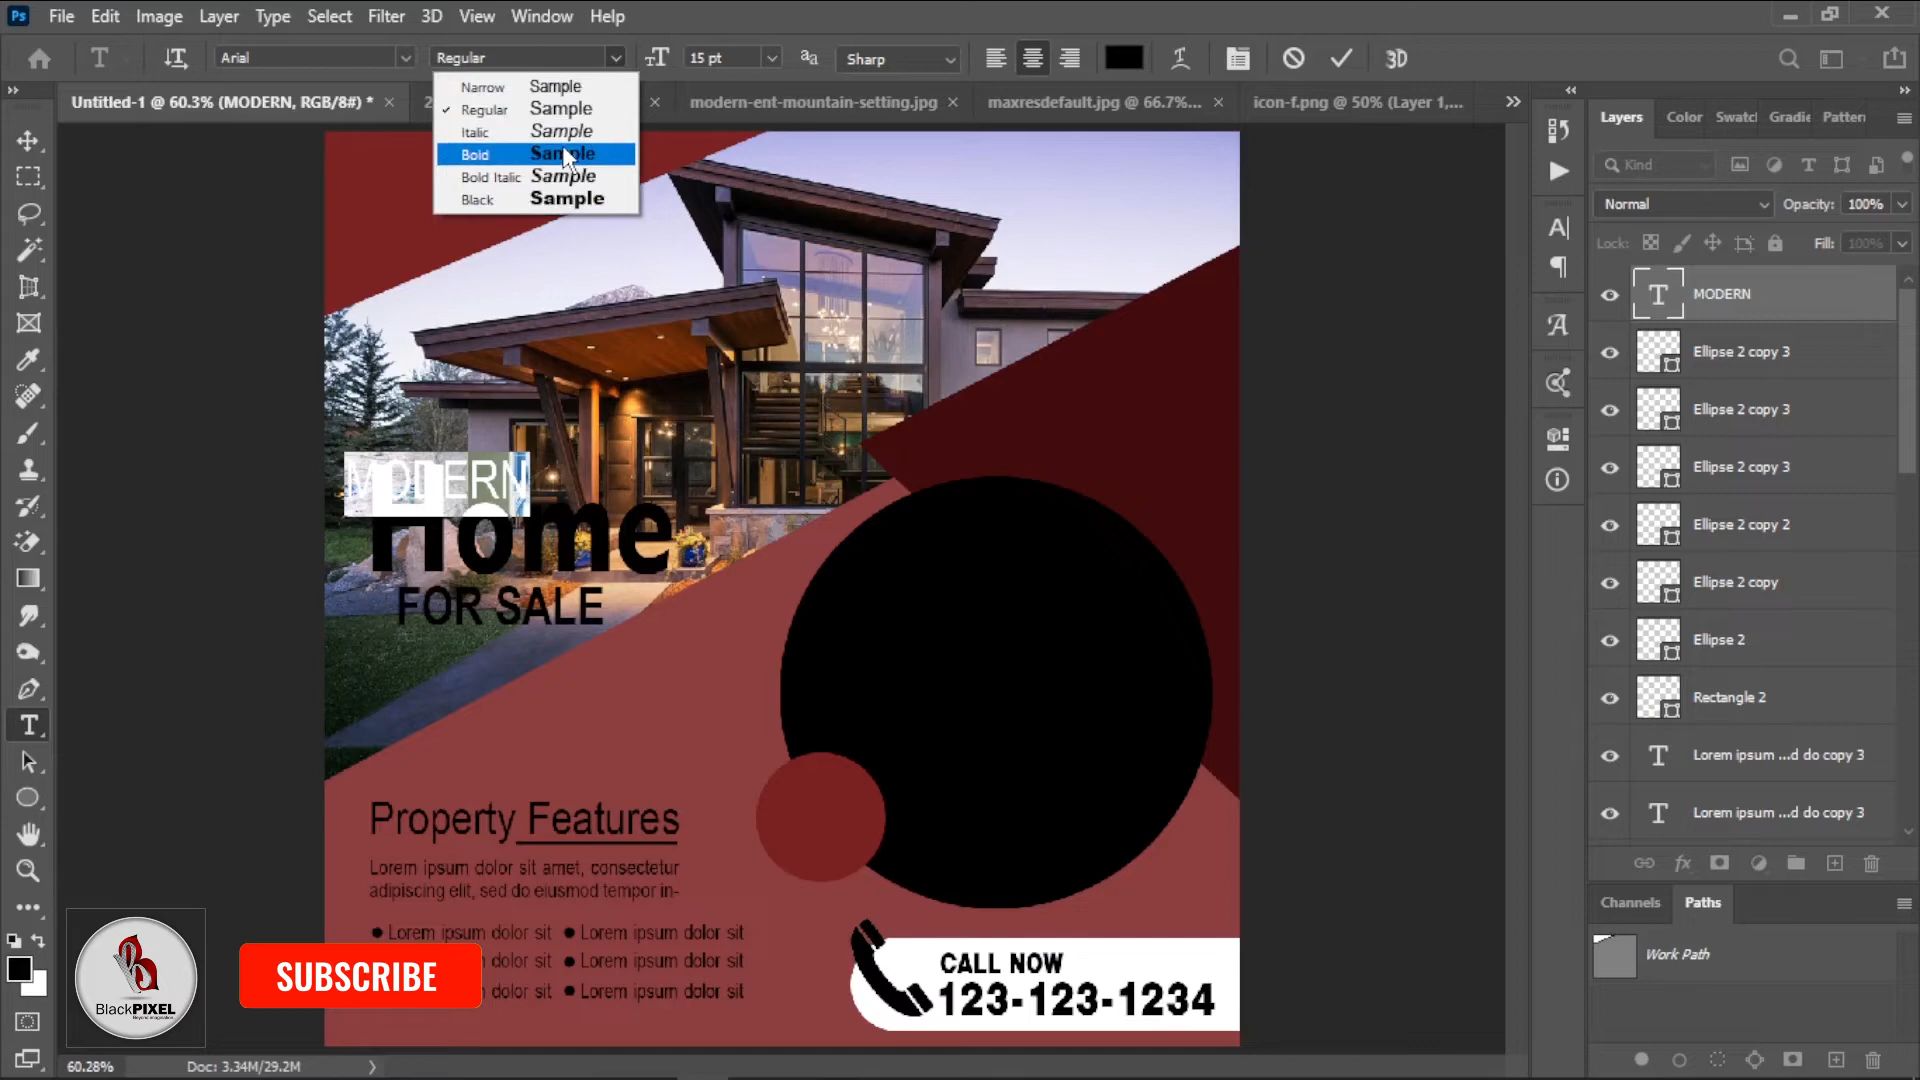 Ps File Edit Image Layer Type Select Filter 3D View Window Help
Arial Regular 15 pt aa Sharp 3D
Narrow Sample
Regular Sample
Italic Sample
Bold Sample
Bold Italic Sample
Black Sample
Untitled-1 @ 60.3% (MODERN, RGB/8#) *
modern-ent-mountain-setting.jpg
maxresdefault.jpg @ 66.7%...
icon-f.png @ 50% (Layer 1,...
MODERN
Home
FOR SALE
Property Features
Lorem ipsum dolor sit amet, consectetur
adipiscing elit, sed do eiusmod tempor in-
Lorem ipsum dolor sit
Lorem ipsum dolor sit
dolor sit
Lorem ipsum dolor sit
dolor sit
Lorem ipsum dolor sit
CALL NOW
123-123-1234
BlackPIXEL
SUBSCRIBE
60.28% Doc: 3.34M/29.2M
Layers Color Swatc Gradie Patter
Kind
Normal Opacity: 100%
Lock: Fill: 100%
MODERN
Ellipse 2 copy 3
Ellipse 2 copy 3
Ellipse 2 copy 3
Ellipse 2 copy 2
Ellipse 2 copy
Ellipse 2
Rectangle 2
Lorem ipsum ...d do copy 3
Lorem ipsum ...d do copy 3
Channels Paths
Work Path